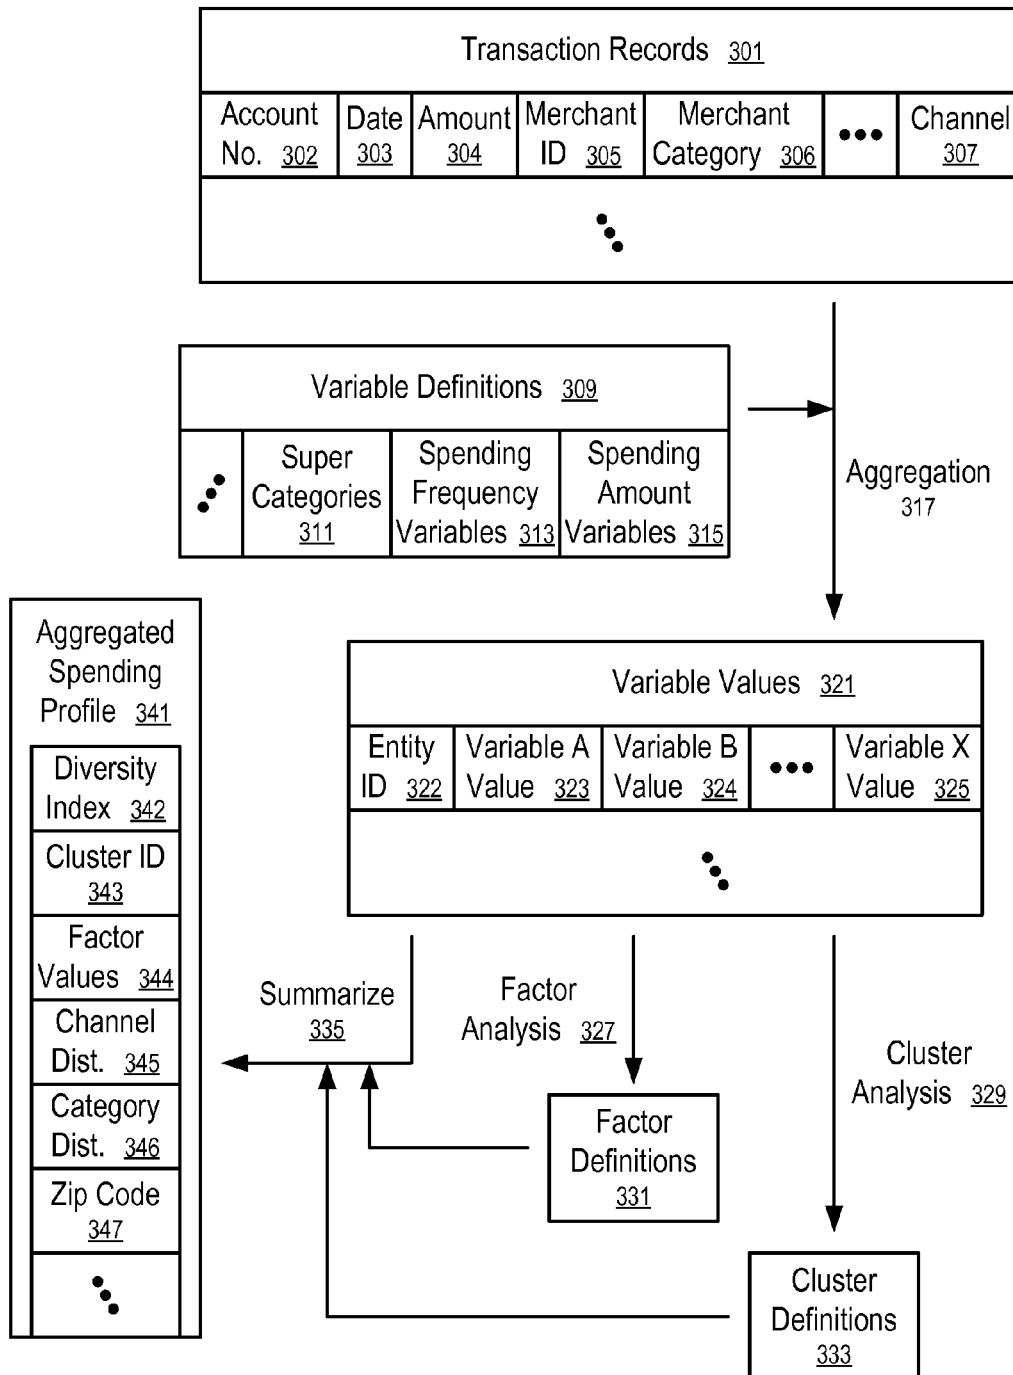 Transaction Records 301
Account No. 302
Date 303
Amount 304
Merchant ID 305
Merchant Category 306
Channel 307
Variable Definitions 309
Super Categories 311
Spending Frequency Variables 313
Spending Amount Variables 315
Aggregation 317
Aggregated Spending Profile 341
Diversity Index 342
Cluster ID 343
Factor Values 344
Channel Dist. 345
Category Dist. 346
Zip Code 347
Variable Values 321
Entity ID 322
Variable A Value 323
Variable B Value 324
Variable X Value 325
Summarize 335
Factor Analysis 327
Cluster Analysis 329
Factor Definitions 331
Cluster Definitions 333